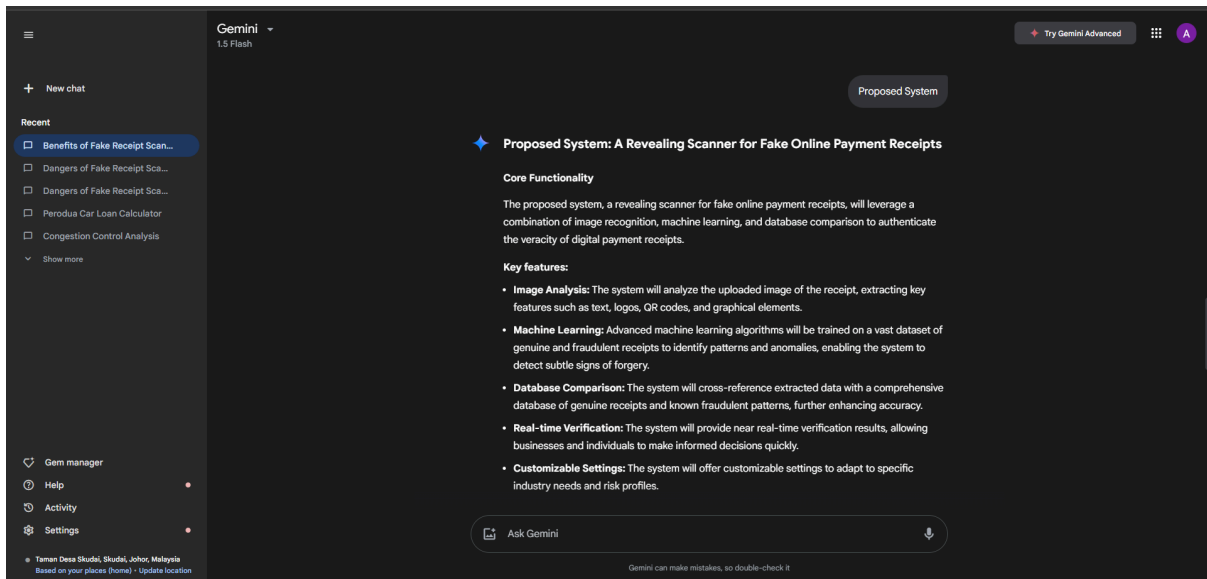 Gemini
1.5 Flash
Try Gemini Advanced
A
New chat
Recent
Benefits of Fake Receipt Scan...
Dangers of Fake Receipt Sca...
Dangers of Fake Receipt Sca...
Perodua Car Loan Calculator
Congestion Control Analysis
Show more
Gem manager
Help
Activity
Settings
Taman Desa Skudai, Skudai, Johor, Malaysia
Based on your places (home) • Update location
Proposed System
Proposed System: A Revealing Scanner for Fake Online Payment Receipts
Core Functionality
The proposed system, a revealing scanner for fake online payment receipts, will leverage a
combination of image recognition, machine learning, and database comparison to authenticate
the veracity of digital payment receipts.
Key features:
• Image Analysis: The system will analyze the uploaded image of the receipt, extracting key
features such as text, logos, QR codes, and graphical elements.
• Machine Learning: Advanced machine learning algorithms will be trained on a vast dataset of
genuine and fraudulent receipts to identify patterns and anomalies, enabling the system to
detect subtle signs of forgery.
• Database Comparison: The system will cross-reference extracted data with a comprehensive
database of genuine receipts and known fraudulent patterns, further enhancing accuracy.
• Real-time Verification: The system will provide near real-time verification results, allowing
businesses and individuals to make informed decisions quickly.
• Customizable Settings: The system will offer customizable settings to adapt to specific
industry needs and risk profiles.
Ask Gemini
Gemini can make mistakes, so double-check it